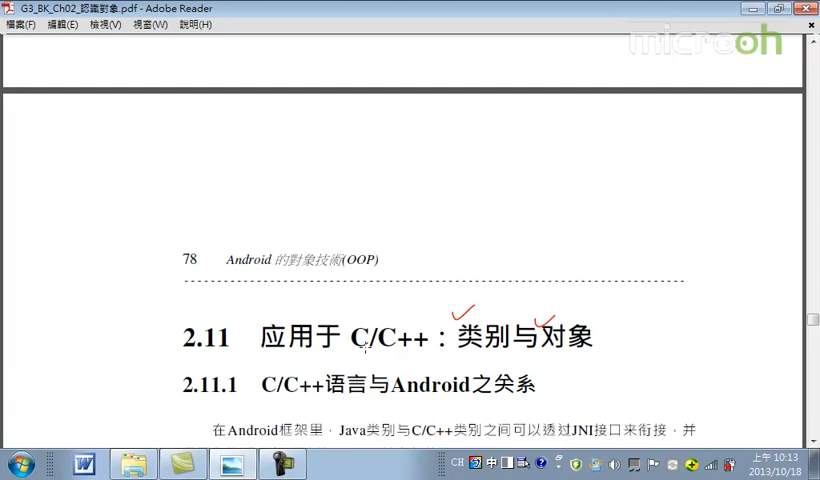 G3_BK_Ch02_認識對象.pdf - Adobe Reader
檔案(F) 編輯(E) 檢視(V) 視窗(W) 說明(H)
microoh
78 Android 的對象技術(OOP)
2.11 应用于 C/C++：类别与对象
2.11.1 C/C++语言与Android之关系
在Android框架里，Java类别与C/C++类别之间可以透过JNI接口来衔接，并
CH 中
上午 10:13
2013/10/18